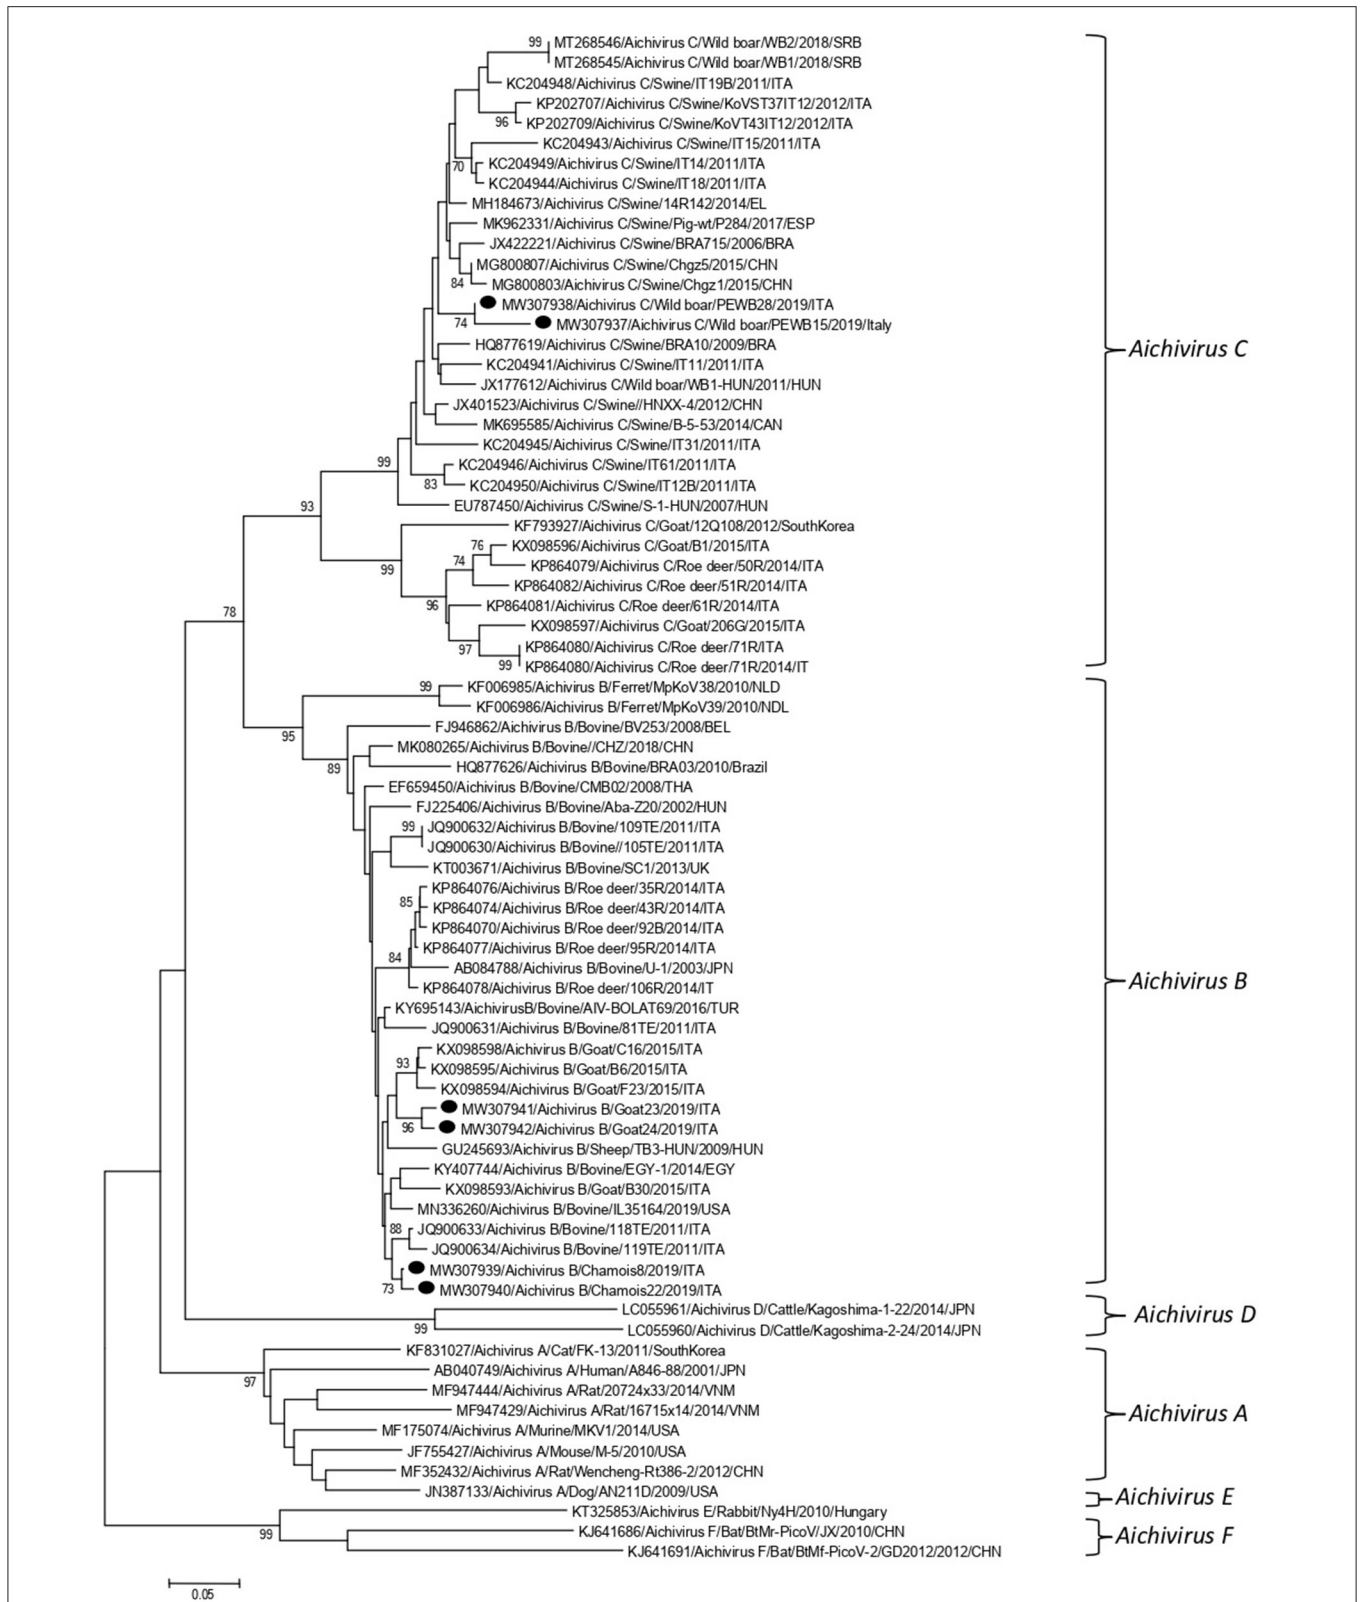 99
MT268546/Aichivirus C/Wild boar/WB2/2018/SRB
MT268545/Aichivirus C/Wild boar/WB1/2018/SRB
KC204948/Aichivirus C/Swine/IT19B/2011/ITA
KP202707/Aichivirus C/Swine/KoVST37IT12/2012/ITA
96
KP202709/Aichivirus C/Swine/KoVT43IT12/2012/ITA
KC204943/Aichivirus C/Swine/IT15/2011/ITA
70
KC204949/Aichivirus C/Swine/IT14/2011/ITA
KC204944/Aichivirus C/Swine/IT18/2011/ITA
MH184673/Aichivirus C/Swine/14R142/2014/EL
MK962331/Aichivirus C/Swine/Pig-wt/P284/2017/ESP
JX422221/Aichivirus C/Swine/BRA715/2006/BRA
MG800807/Aichivirus C/Swine/Chgz5/2015/CHN
84
MG800803/Aichivirus C/Swine/Chgz1/2015/CHN
MW307938/Aichivirus C/Wild boar/PEWB28/2019/ITA
74
MW307937/Aichivirus C/Wild boar/PEWB15/2019/Italy
HQ877619/Aichivirus C/Swine/BRA10/2009/BRA
Aichivirus C
KC204941/Aichivirus C/Swine/IT11/2011/ITA
JX177612/Aichivirus C/Wild boar/WB1-HUN/2011/HUN
JX401523/Aichivirus C/Swine//HNXX-4/2012/CHN
MK695585/Aichivirus C/Swine/B-5-53/2014/CAN
KC204945/Aichivirus C/Swine/IT31/2011/ITA
99
KC204946/Aichivirus C/Swine/IT61/2011/ITA
83
KC204950/Aichivirus C/Swine/IT12B/2011/ITA
93
EU787450/Aichivirus C/Swine/S-1-HUN/2007/HUN
KF793927/Aichivirus C/Goat/12Q108/2012/SouthKorea
76
KX098596/Aichivirus C/Goat/B1/2015/ITA
99
74
KP864079/Aichivirus C/Roe deer/50R/2014/ITA
KP864082/Aichivirus C/Roe deer/51R/2014/ITA
78
96
KP864081/Aichivirus C/Roe deer/61R/2014/ITA
KX098597/Aichivirus C/Goat/206G/2015/ITA
97
KP864080/Aichivirus C/Roe deer/71R/ITA
99
KP864080/Aichivirus C/Roe deer/71R/2014/IT
99
KF006985/Aichivirus B/Ferret/MpKoV38/2010/NLD
KF006986/Aichivirus B/Ferret/MpKoV39/2010/NDL
95
FJ946862/Aichivirus B/Bovine/BV253/2008/BEL
MK080265/Aichivirus B/Bovine//CHZ/2018/CHN
89
HQ877626/Aichivirus B/Bovine/BRA03/2010/Brazil
EF659450/Aichivirus B/Bovine/CMB02/2008/THA
FJ225406/Aichivirus B/Bovine/Aba-Z20/2002/HUN
99
JQ900632/Aichivirus B/Bovine/109TE/2011/ITA
JQ900630/Aichivirus B/Bovine//105TE/2011/ITA
KT003671/Aichivirus B/Bovine/SC1/2013/UK
KP864076/Aichivirus B/Roe deer/35R/2014/ITA
85
KP864074/Aichivirus B/Roe deer/43R/2014/ITA
KP864070/Aichivirus B/Roe deer/92B/2014/ITA
KP864077/Aichivirus B/Roe deer/95R/2014/ITA
84
AB084788/Aichivirus B/Bovine/U-1/2003/JPN
Aichivirus B
KP864078/Aichivirus B/Roe deer/106R/2014/IT
KY695143/AichivirusB/Bovine/AIV-BOLAT69/2016/TUR
JQ900631/Aichivirus B/Bovine/81TE/2011/ITA
KX098598/Aichivirus B/Goat/C16/2015/ITA
93
KX098595/Aichivirus B/Goat/B6/2015/ITA
KX098594/Aichivirus B/Goat/F23/2015/ITA
MW307941/Aichivirus B/Goat23/2019/ITA
96
MW307942/Aichivirus B/Goat24/2019/ITA
GU245693/Aichivirus B/Sheep/TB3-HUN/2009/HUN
KY407744/Aichivirus B/Bovine/EGY-1/2014/EGY
KX098593/Aichivirus B/Goat/B30/2015/ITA
MN336260/Aichivirus B/Bovine/IL35164/2019/USA
88
JQ900633/Aichivirus B/Bovine/118TE/2011/ITA
JQ900634/Aichivirus B/Bovine/119TE/2011/ITA
MW307939/Aichivirus B/Chamois8/2019/ITA
73
MW307940/Aichivirus B/Chamois22/2019/ITA
LC055961/Aichivirus D/Cattle/Kagoshima-1-22/2014/JPN
Aichivirus D
99
LC055960/Aichivirus D/Cattle/Kagoshima-2-24/2014/JPN
KF831027/Aichivirus A/Cat/FK-13/2011/SouthKorea
97
AB040749/Aichivirus A/Human/A846-88/2001/JPN
MF947444/Aichivirus A/Rat/20724x33/2014/VNM
MF947429/Aichivirus A/Rat/16715x14/2014/VNM
Aichivirus A
MF175074/Aichivirus A/Murine/MKV1/2014/USA
JF755427/Aichivirus A/Mouse/M-5/2010/USA
MF352432/Aichivirus A/Rat/Wencheng-Rt386-2/2012/CHN
JN387133/Aichivirus A/Dog/AN211D/2009/USA
Aichivirus E
KT325853/Aichivirus E/Rabbit/Ny4H/2010/Hungary
99
KJ641686/Aichivirus F/Bat/BtMr-PicoV/JX/2010/CHN
Aichivirus F
KJ641691/Aichivirus F/Bat/BtMf-PicoV-2/GD2012/2012/CHN
0.05